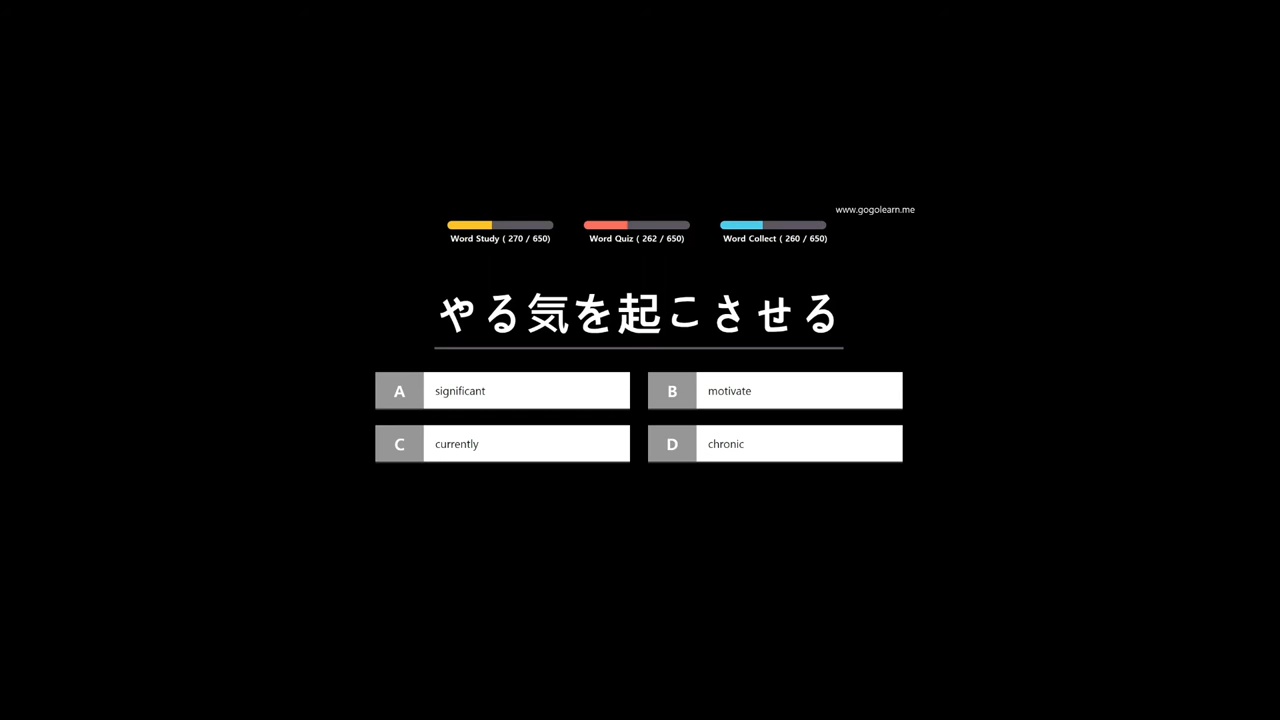 www.gogolearn.me
Word Study ( 270 / 650)
Word Quiz ( 262 / 650)
Word Collect ( 260 / 650)
やる気を起こさせる
A significant
B motivate
C currently
D chronic